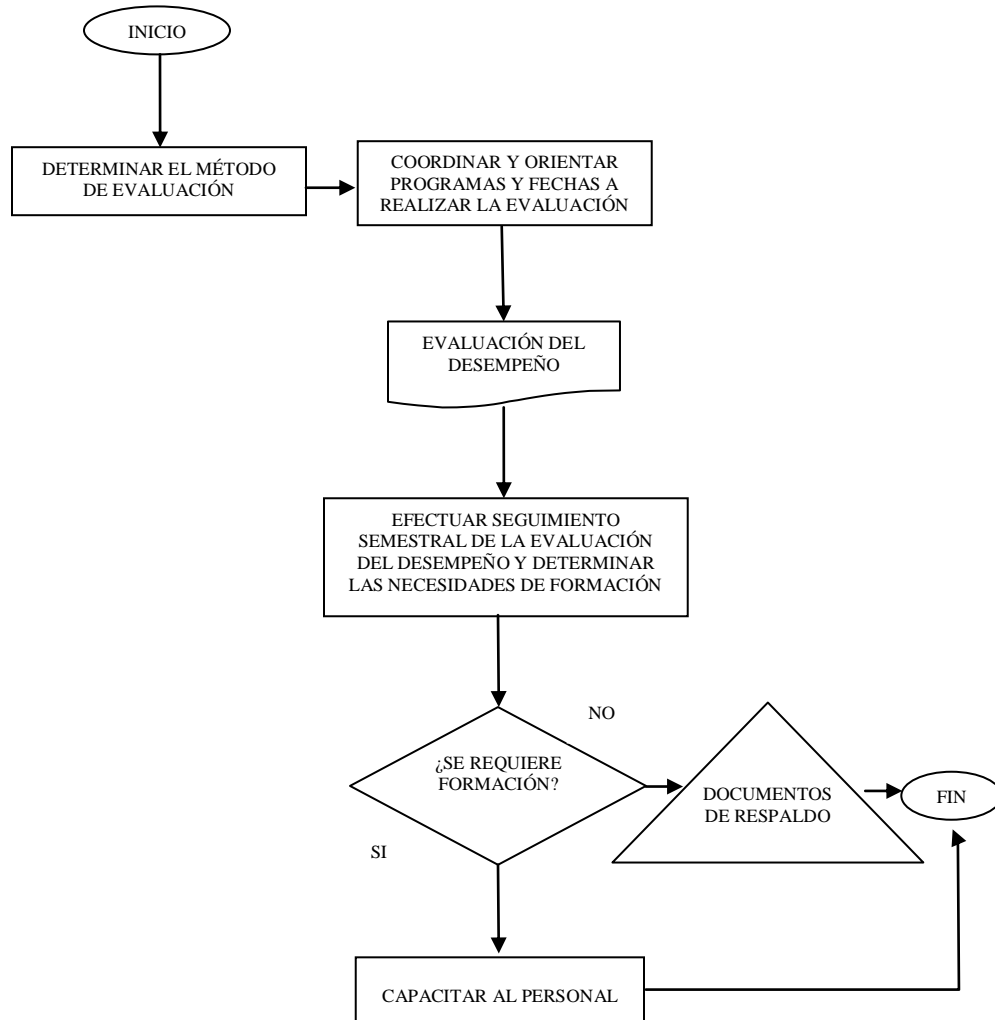 INICIO
DETERMINAR EL MÉTODO
DE EVALUACIÓN
COORDINAR Y ORIENTAR
PROGRAMAS Y FECHAS A
REALIZAR LA EVALUACIÓN
EVALUACIÓN DEL
DESEMPEÑO
EFECTUAR SEGUIMIENTO
SEMESTRAL DE LA EVALUACIÓN
DEL DESEMPEÑO Y DETERMINAR
LAS NECESIDADES DE FORMACIÓN
NO
¿SE REQUIERE
FORMACIÓN?
DOCUMENTOS
DE RESPALDO
FIN
SI
CAPACITAR AL PERSONAL